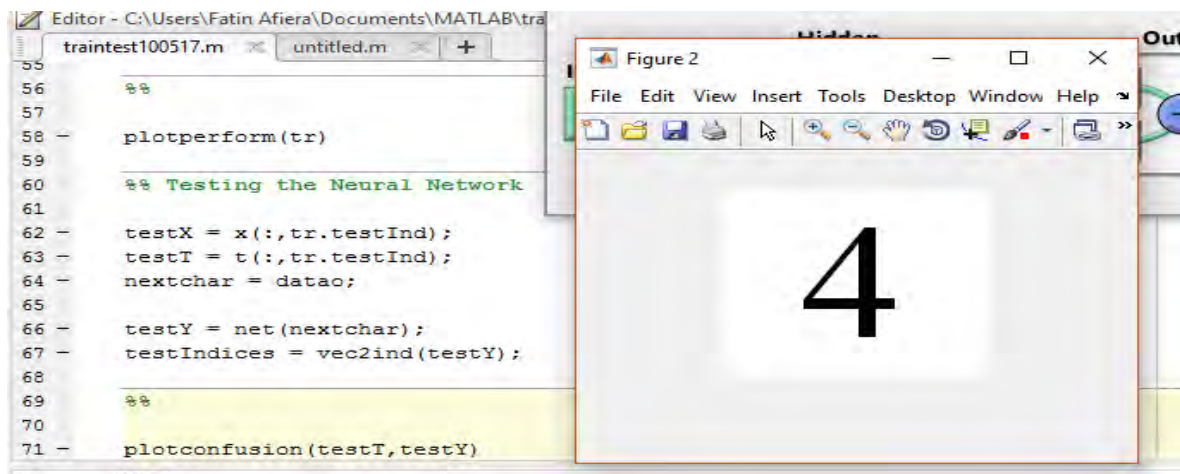 Editor - C:\Users\Fatin Afiera\Documents\MATLAB\tra
traintest100517.m untitled.m +
55
56 %%
57
58 - plotperform(tr)
59
60 %% Testing the Neural Network
61
62 - testX = x(:,tr.testInd);
63 - testT = t(:,tr.testInd);
64 - nextchar = datao;
65
66 - testY = net(nextchar);
67 - testIndices = vec2ind(testY);
68
69 %%
70
71 - plotconfusion(testT,testY)
Hidden
Out
Figure 2
File Edit View Insert Tools Desktop Window Help
4